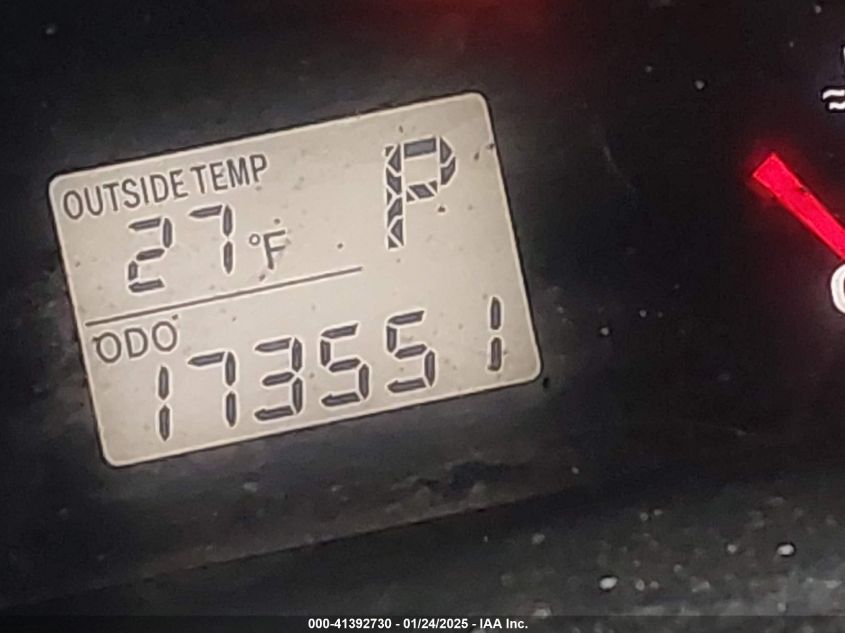 OUTSIDE TEMP
27°F P
ODO
173551
000-41392730 - 01/24/2025 - IAA Inc.